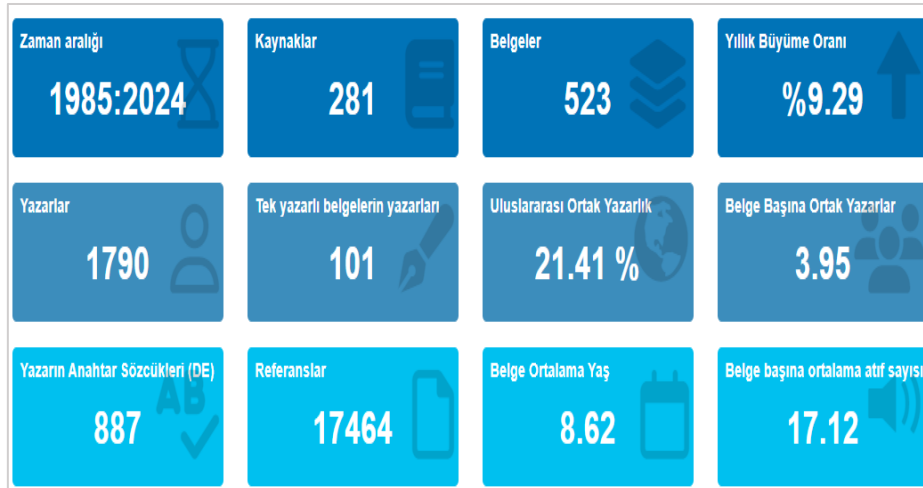 Zaman aralığı
1985:2024
Kaynaklar
281
Belgeler
523
Yıllık Büyüme Oranı
%9.29
Yazarlar
1790
Tek yazarlı belgelerin yazarları
101
Uluslararası Ortak Yazarlık
21.41 %
Belge Başına Ortak Yazarlar
3.95
Yazarın Anahtar Sözcükleri (DE)
AB
887
Referanslar
17464
Belge Ortalama Yaş
8.62
Belge başına ortalama atıf sayısı
17.12